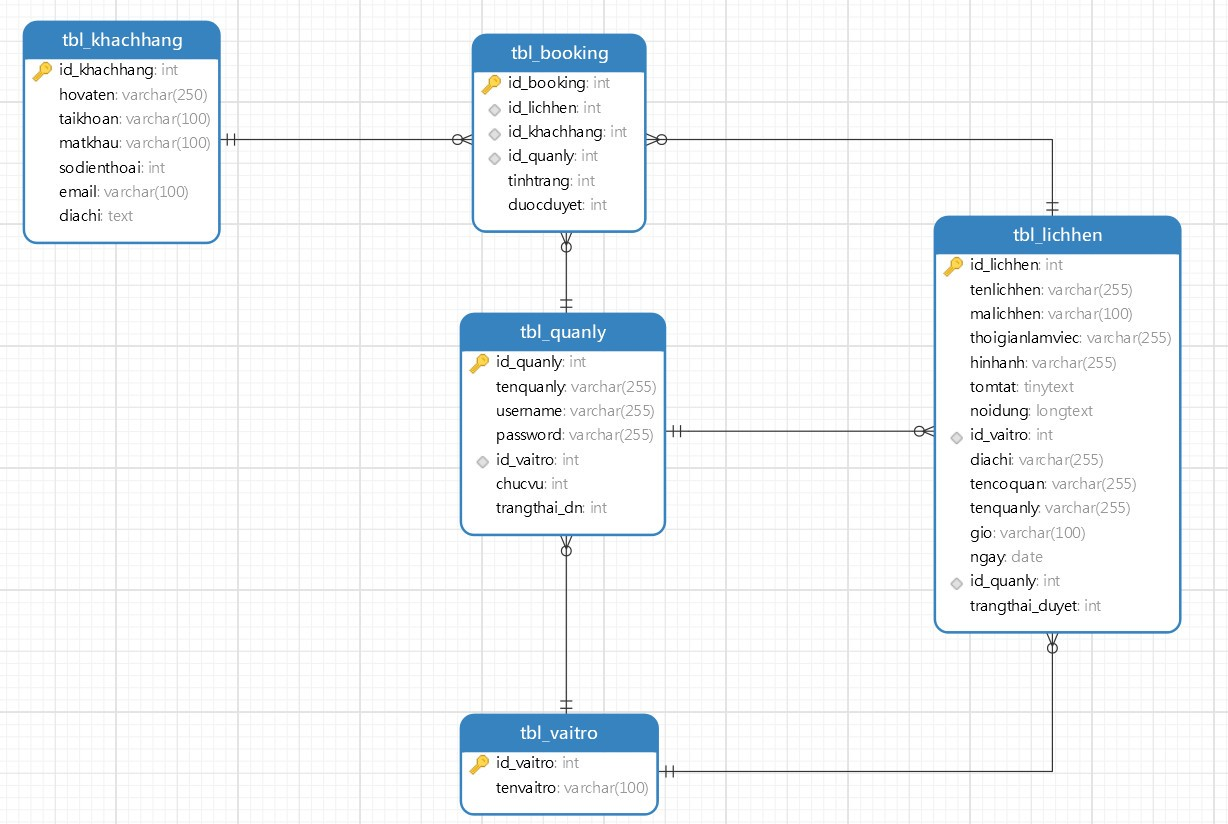 tbl_khachhang
id_khachhang: int
hovaten: varchar(250)
taikhoan: varchar(100)
matkhau: varchar(100)
sodienthoai: int
email: varchar(100)
diachi: text
tbl_booking
id_booking: int
id_lichhen: int
id_khachhang: int
id_quanly: int
tinhtrang: int
duocduyet: int
tbl_quanly
id_quanly: int
tenquanly: varchar(255)
username: varchar(255)
password: varchar(255)
id_vaitro: int
chucvu: int
trangthai_dn: int
tbl_lichhen
id_lichhen: int
tenlichhen: varchar(255)
malichhen: varchar(100)
thoigianlamviec: varchar(255)
hinhanh: varchar(255)
tomtat: tinytext
noidung: longtext
id_vaitro: int
diachi: varchar(255)
tencoquan: varchar(255)
tenquanly: varchar(255)
gio: varchar(100)
ngay: date
id_quanly: int
trangthai_duyet: int
tbl_vaitro
id_vaitro: int
tenvaitro: varchar(100)